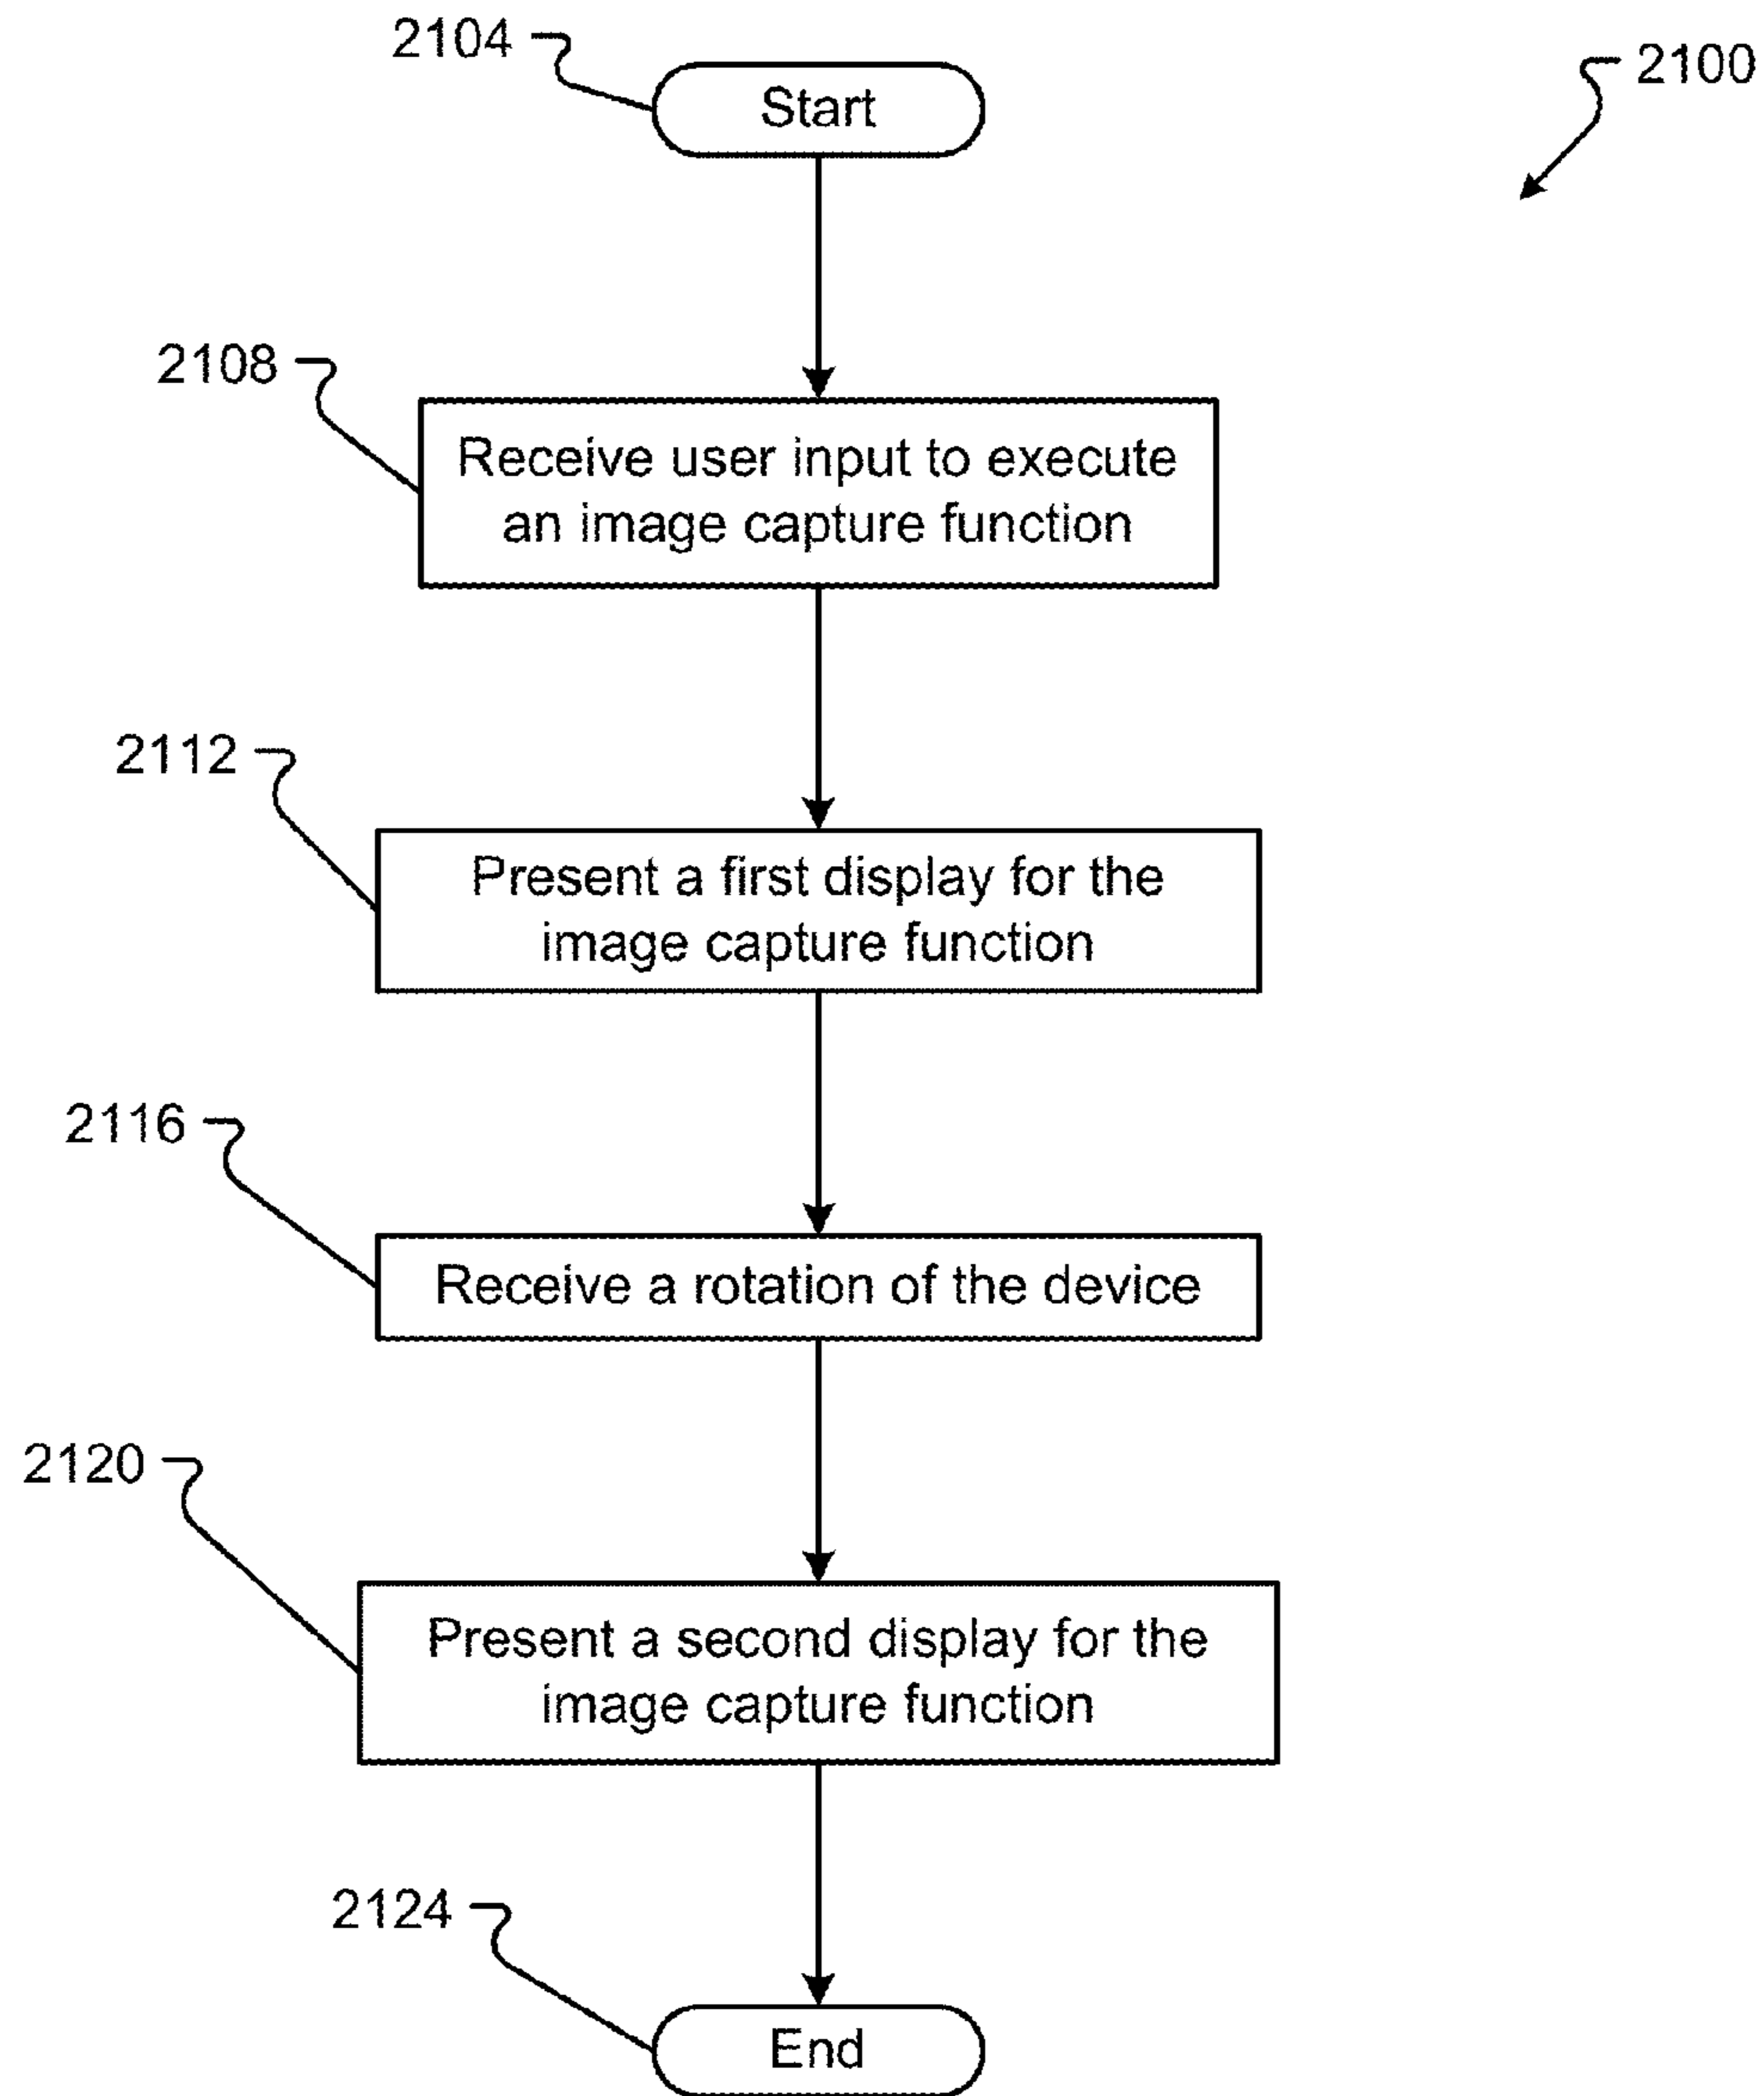 2104
Start
2100
2108
Receive user input to execute
an image capture function
2112
Present a first display for the
image capture function
2116
Receive a rotation of the device
2120
Present a second display for the
image capture function
2124
End